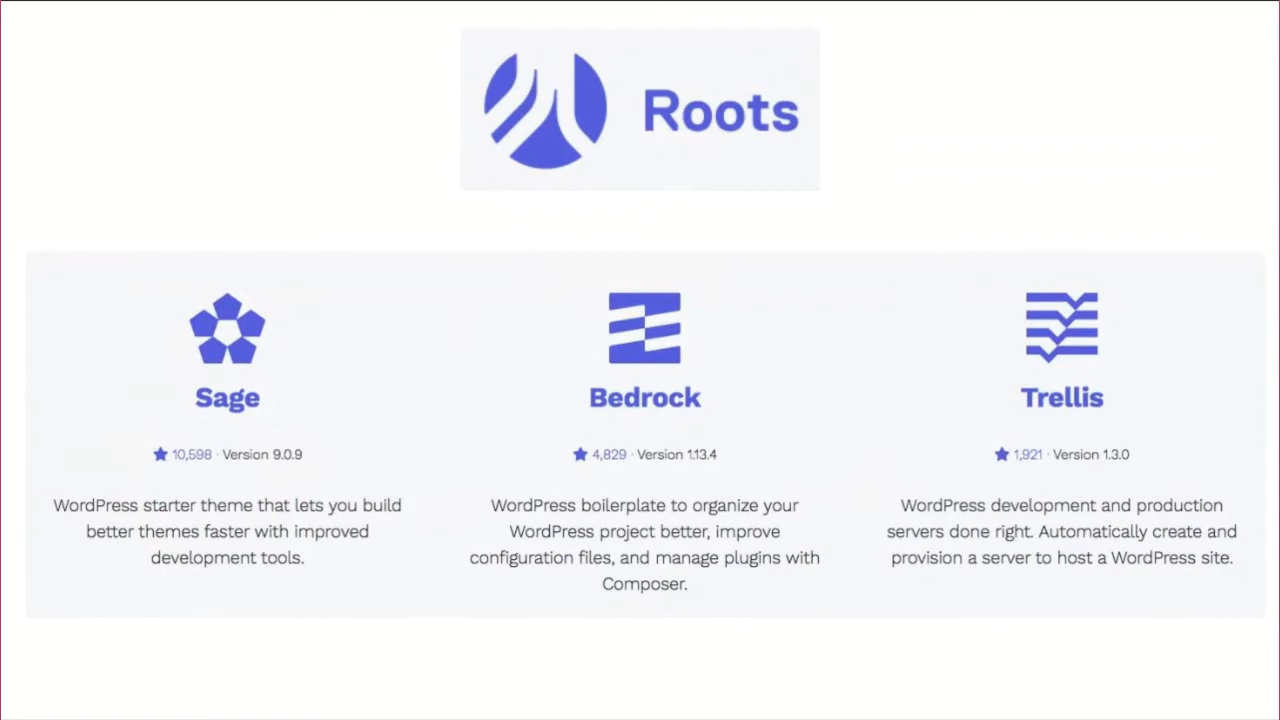 Roots
Sage
★ 10,598 · Version 9.0.9
WordPress starter theme that lets you build
better themes faster with improved
development tools.
Bedrock
★ 4,829 · Version 1.13.4
WordPress boilerplate to organize your
WordPress project better, improve
configuration files, and manage plugins with
Composer.
Trellis
★ 1,921 · Version 1.3.0
WordPress development and production
servers done right. Automatically create and
provision a server to host a WordPress site.